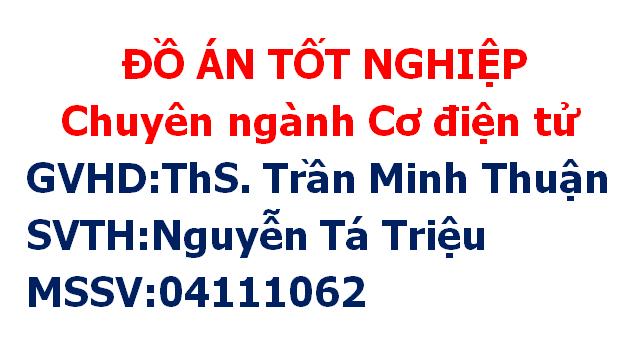 ĐỒ ÁN TỐT NGHIỆP
Chuyên ngành Cơ điện tử
GVHD:ThS. Trần Minh Thuận
SVTH:Nguyễn Tá Triệu
MSSV:04111062